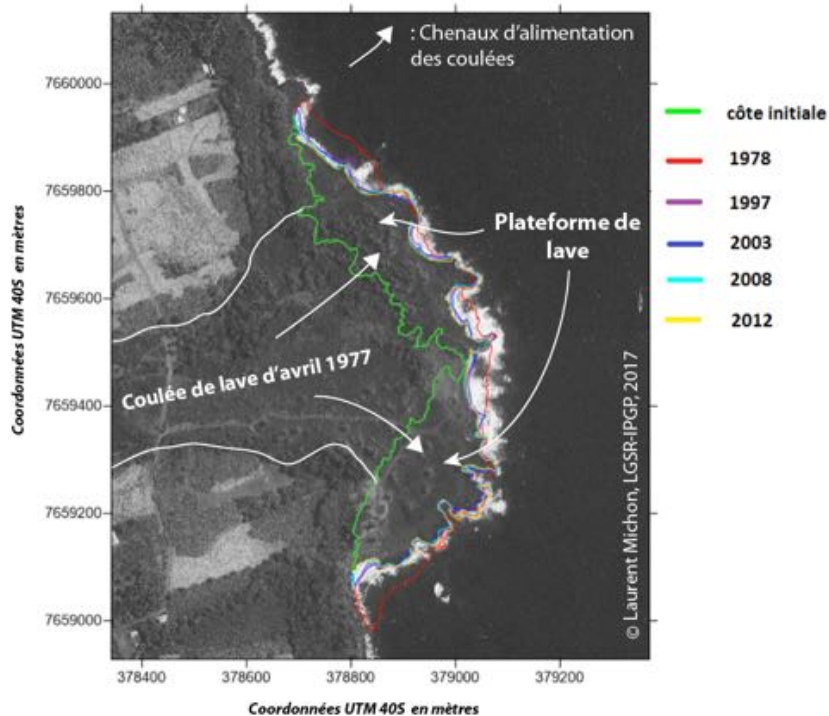 : Chenaux d'alimentation
des coulées
7660000
7659800
7659600
7659400
7659200
7659000
Coordonnées UTM 40S en mètres
Plateforme de
lave
Coulée de lave d'avril 1977
© Laurent Michon, LGSR-IPGP, 2017
378400 378600 378800 379000 379200
Coordonnées UTM 40S en mètres
côte initiale
1978
1997
2003
2008
2012